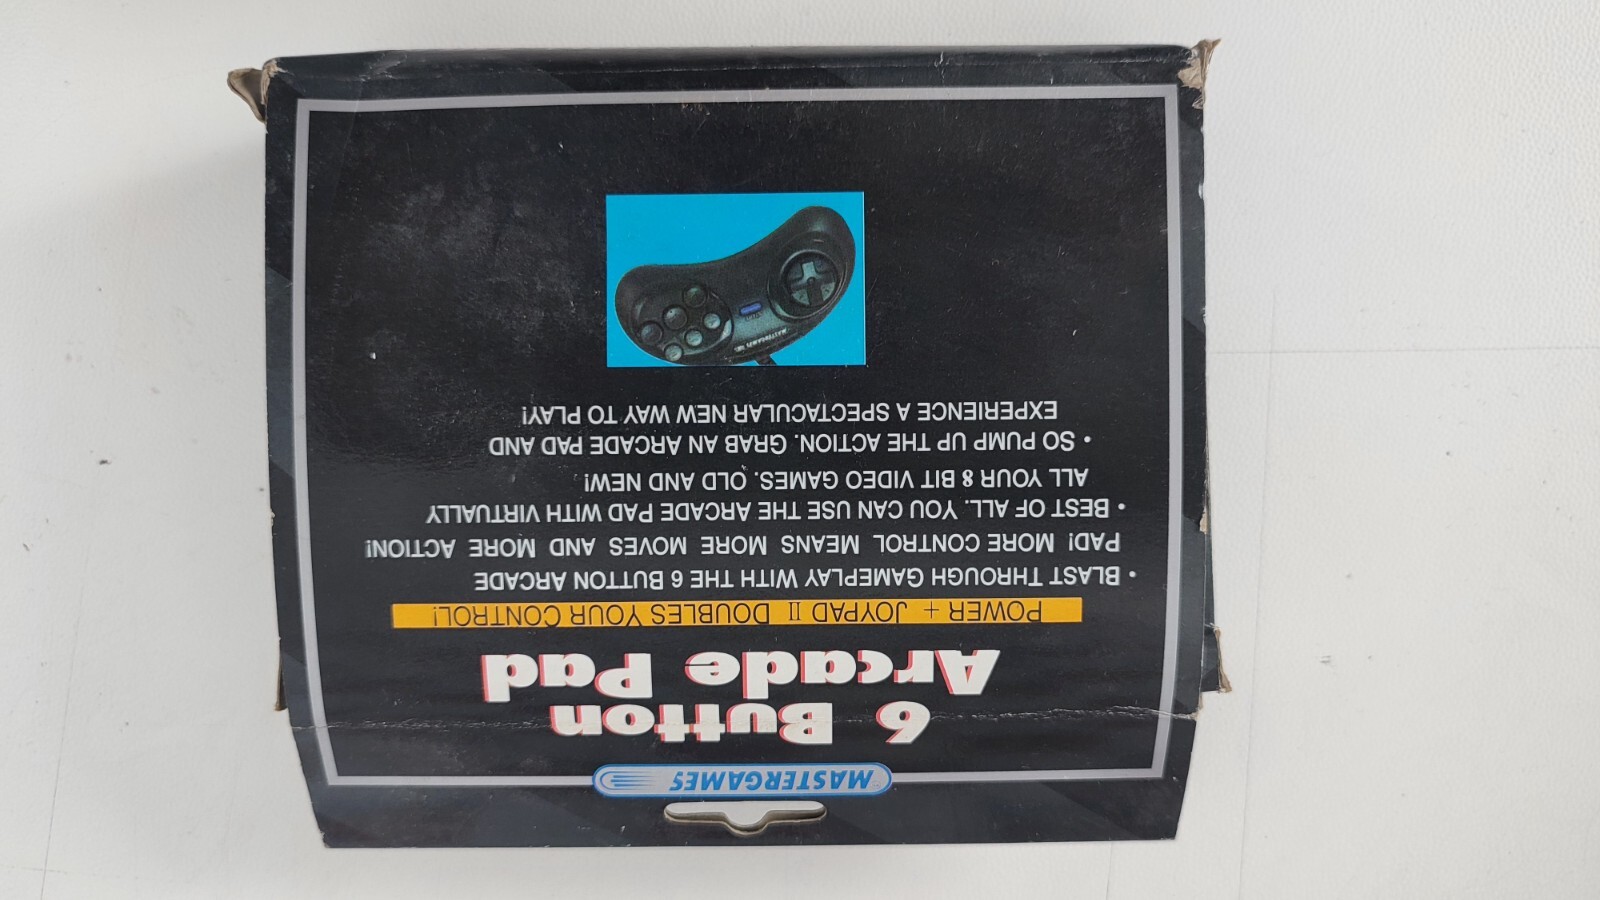 MASTERGAMES
6 Button
Arcade Pad
POWER + JOYPAD II DOUBLES YOUR CONTROL!
• BLAST THROUGH GAMEPLAY WITH THE 6 BUTTON ARCADE
PAD! MORE CONTROL MEANS MORE MOVES AND MORE ACTION!
• BEST OF ALL. YOU CAN USE THE ARCADE PAD WITH VIRTUALLY
ALL YOUR 8 BIT VIDEO GAMES. OLD AND NEW!
• SO PUMP UP THE ACTION. GRAB AN ARCADE PAD AND
EXPERIENCE A SPECTACULAR NEW WAY TO PLAY!
MASTERGAMES